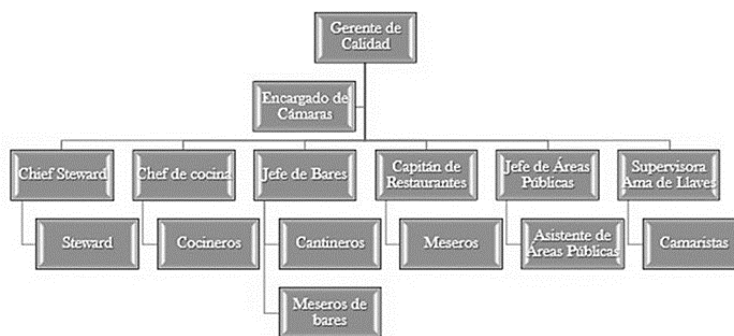 Gerente de
Calidad
Encargado de
Cámaras
Chief Steward
Chef de cocina
Jefe de Bares
Capitán de
Restaurantes
Jefe de Áreas
Públicas
Supervisora
Ama de Llaves
Steward
Cocineros
Cantineros
Meseros
Asistente de
Áreas Públicas
Camaristas
Meseros de
bares